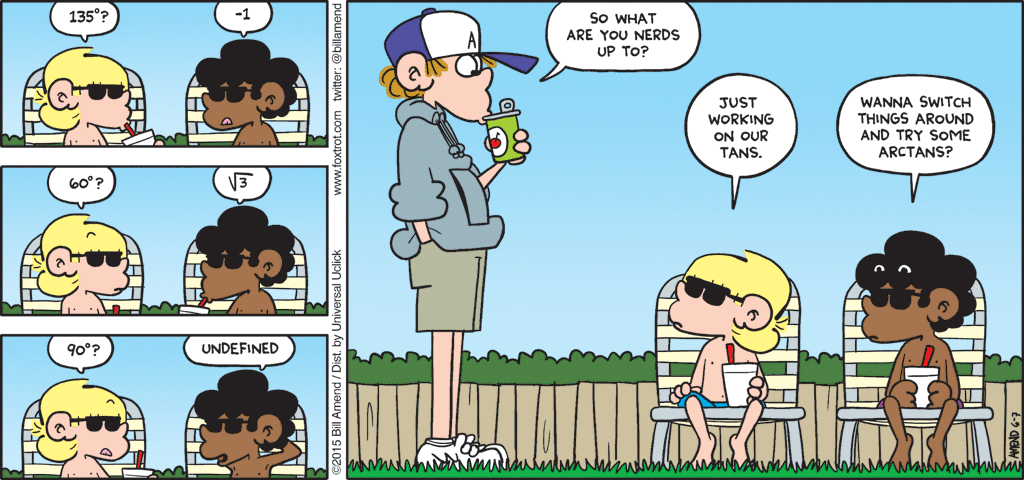 135°?
-1
60°?
√3
90°?
UNDEFINED
©2015 Bill Amend / Dist. by Universal Uclick www.foxtrot.com twitter: @billamend
A
SO WHAT
ARE YOU NERDS
UP TO?
JUST
WORKING
ON OUR
TANS.
WANNA SWITCH
THINGS AROUND
AND TRY SOME
ARCTANS?
AMEND 6-7